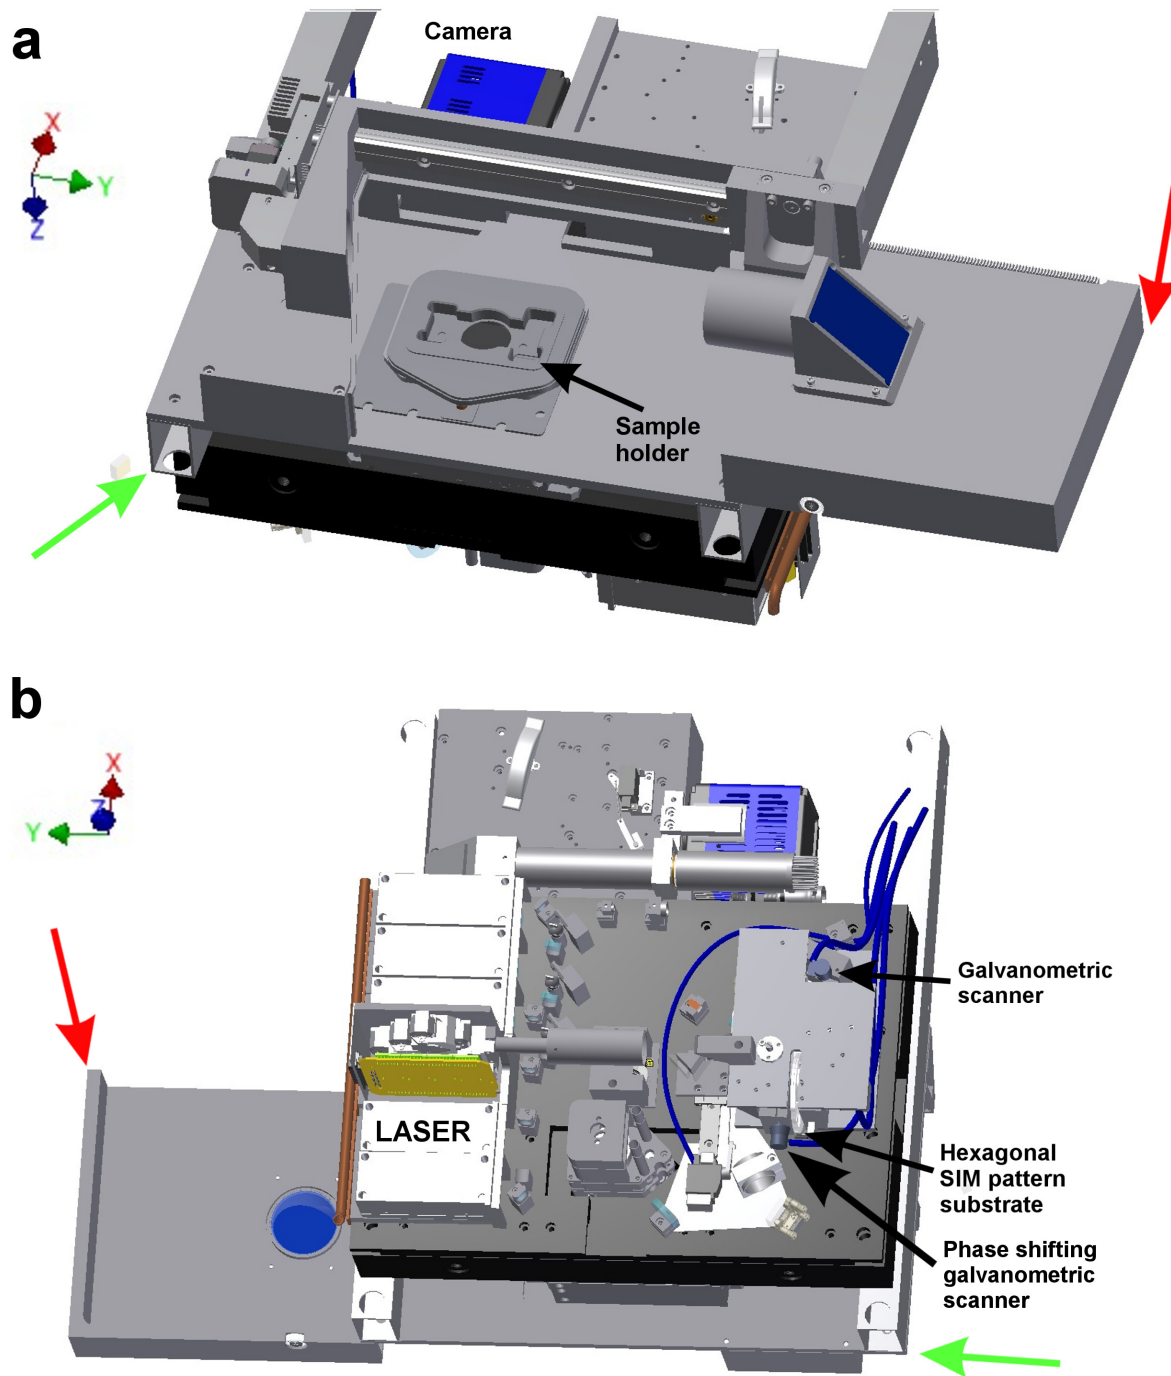 a
Camera
X
Y
Z
Sample
holder
b
X
Z
Y
Galvanometric
scanner
LASER
Hexagonal
SIM pattern
substrate
Phase shifting
galvanometric
scanner